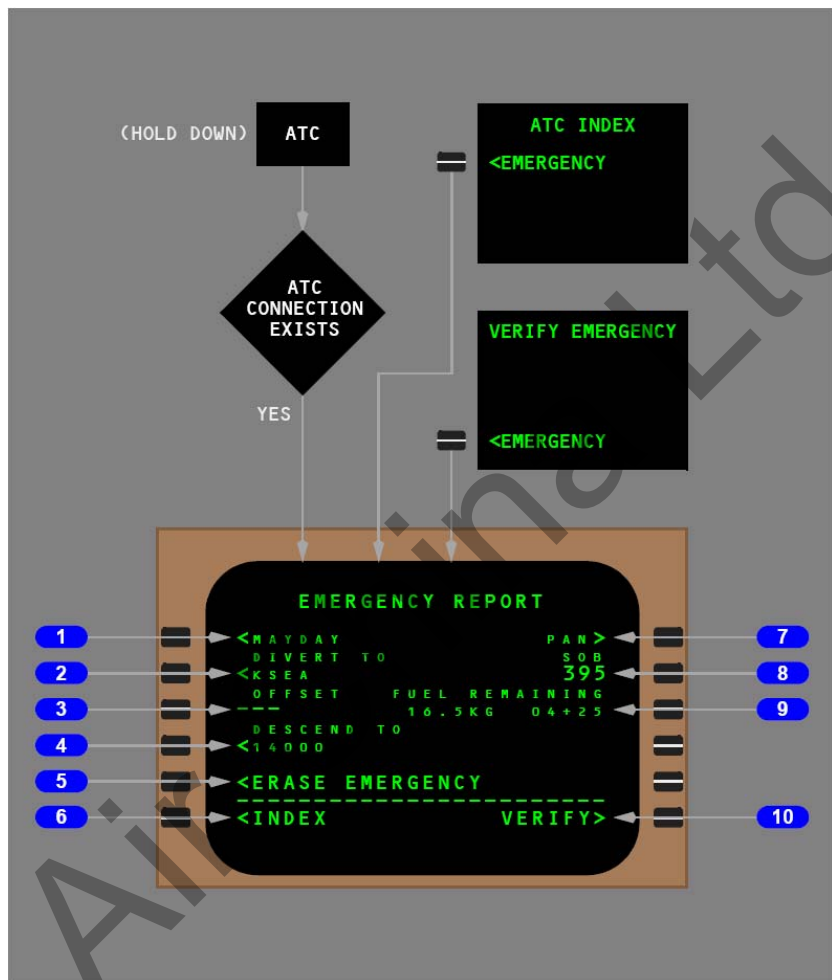 (HOLD DOWN)
ATC
ATC
CONNECTION
EXISTS
YES
ATC INDEX
<EMERGENCY
VERIFY EMERGENCY
<EMERGENCY
EMERGENCY REPORT
1 <MAYDAY PAN> 7
DIVERT TO SOB
2 <KSEA 395 8
OFFSET FUEL REMAINING
3 --- 16.5KG 04+25 9
DESCEND TO
4 <14000
5 <ERASE EMERGENCY
6 <INDEX VERIFY> 10